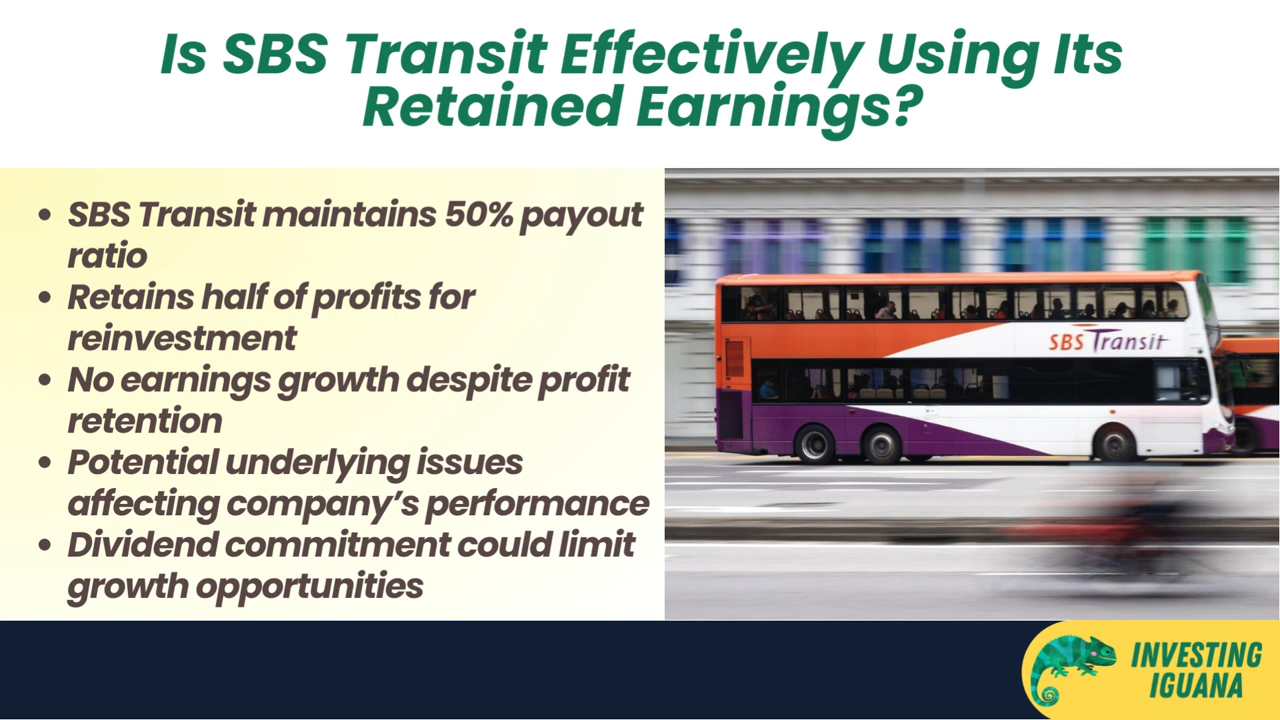 Is SBS Transit Effectively Using Its
Retained Earnings?
• SBS Transit maintains 50% payout
ratio
• Retains half of profits for
reinvestment
• No earnings growth despite profit
retention
• Potential underlying issues
affecting company’s performance
• Dividend commitment could limit
growth opportunities
SBS Transit
INVESTING
IGUANA